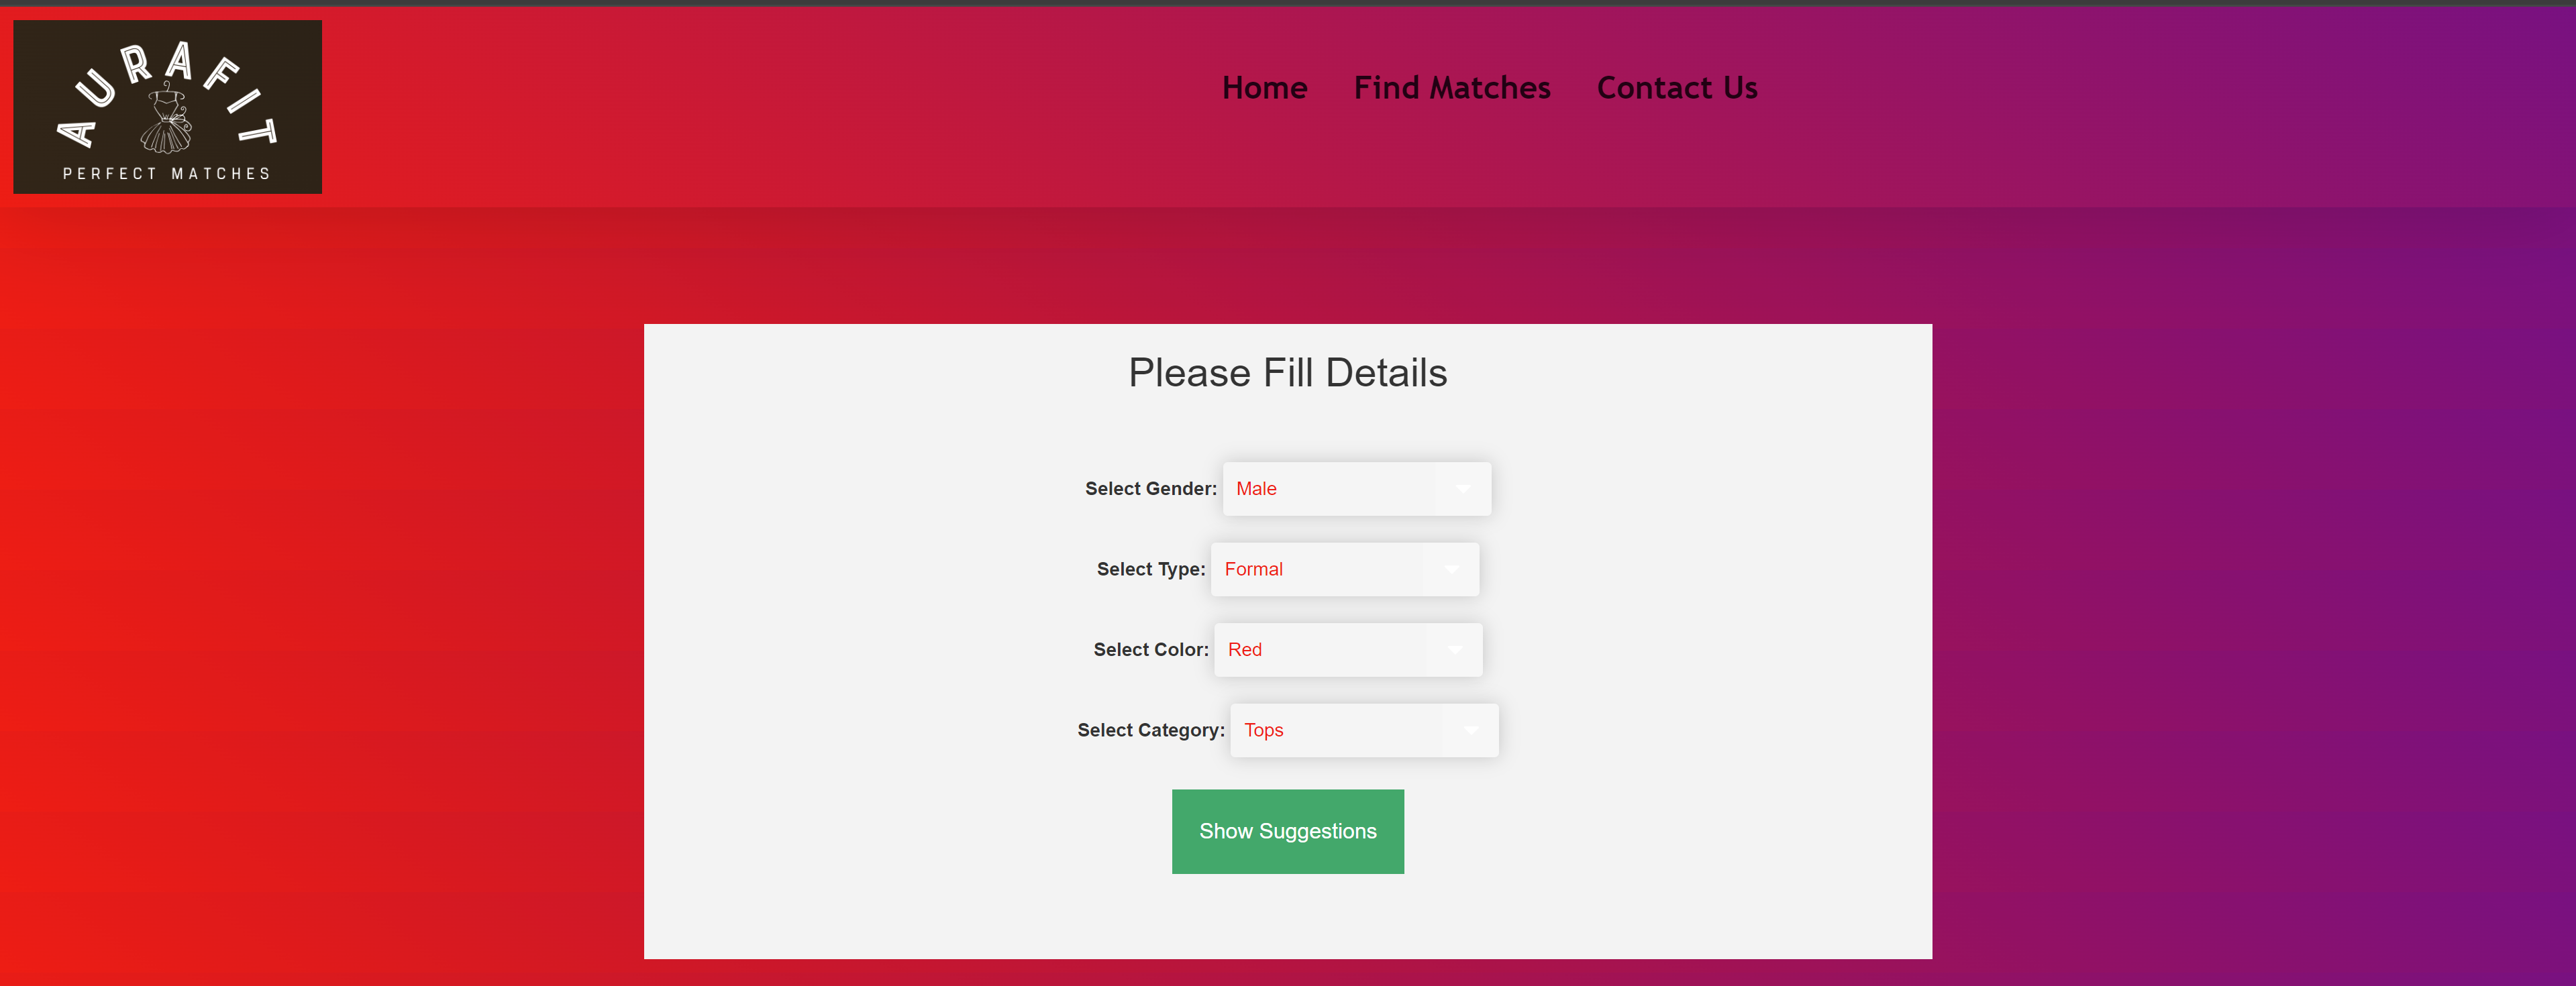 AURAFIT
PERFECT MATCHES
Home Find Matches Contact Us
Please Fill Details
Select Gender: Male
Select Type: Formal
Select Color: Red
Select Category: Tops
Show Suggestions